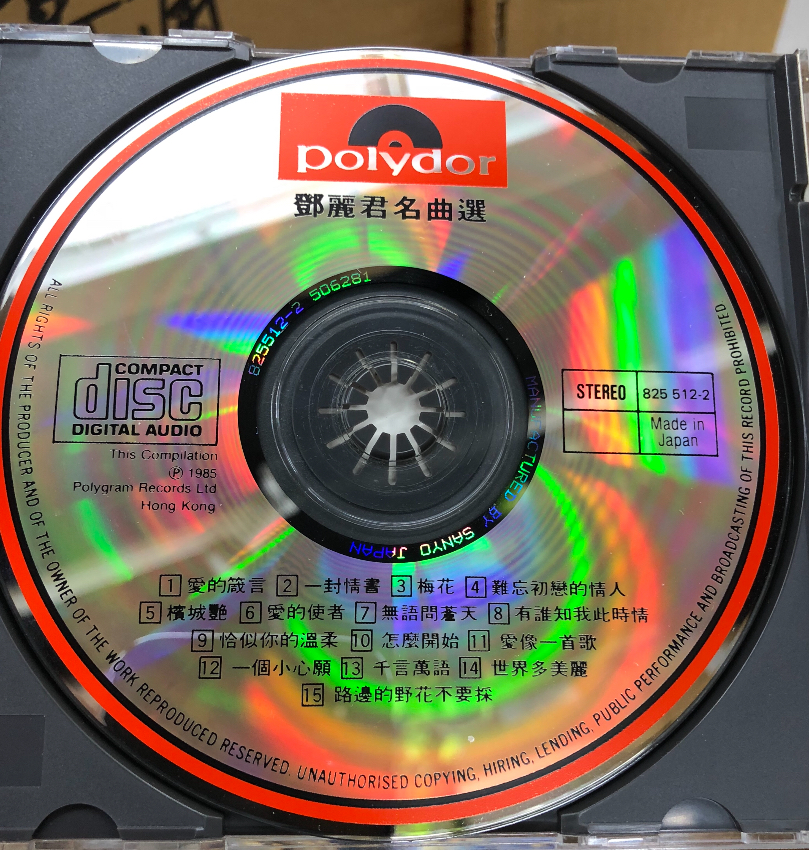 polydor
鄧麗君名曲選
825512-2 506281
MANUFACTURED BY SANYO JAPAN
COMPACT
disc
DIGITAL AUDIO
This Compilation
Ⓟ 1985
Polygram Records Ltd
Hong Kong
STEREO
825 512-2
Made in
Japan
1 愛的箴言 2 一封情書 3 梅花 4 難忘初戀的情人
5 檳城艷 6 愛的使者 7 無語問蒼天 8 有誰知我此時情
9 恰似你的溫柔 10 怎麼開始 11 愛像一首歌
12 一個小心願 13 千言萬語 14 世界多美麗
15 路邊的野花不要採
ALL RIGHTS OF THE PRODUCER AND OF THE OWNER OF THE WORK REPRODUCED RESERVED. UNAUTHORISED COPYING, HIRING, LENDING, PUBLIC PERFORMANCE AND BROADCASTING OF THIS RECORD PROHIBITED